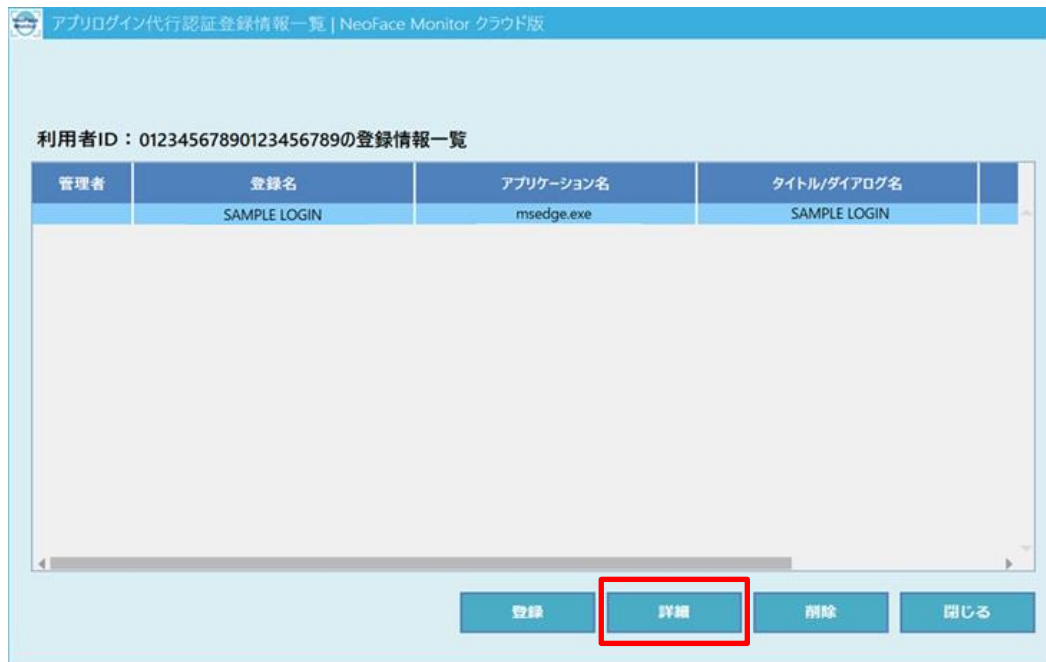 アプリログイン代行認証登録情報一覧 | NeoFace Monitor クラウド版
利用者ID：01234567890123456789の登録情報一覧
管理者 登録名 アプリケーション名 タイトル/ダイアログ名
SAMPLE LOGIN msedge.exe SAMPLE LOGIN
登録 詳細 削除 閉じる